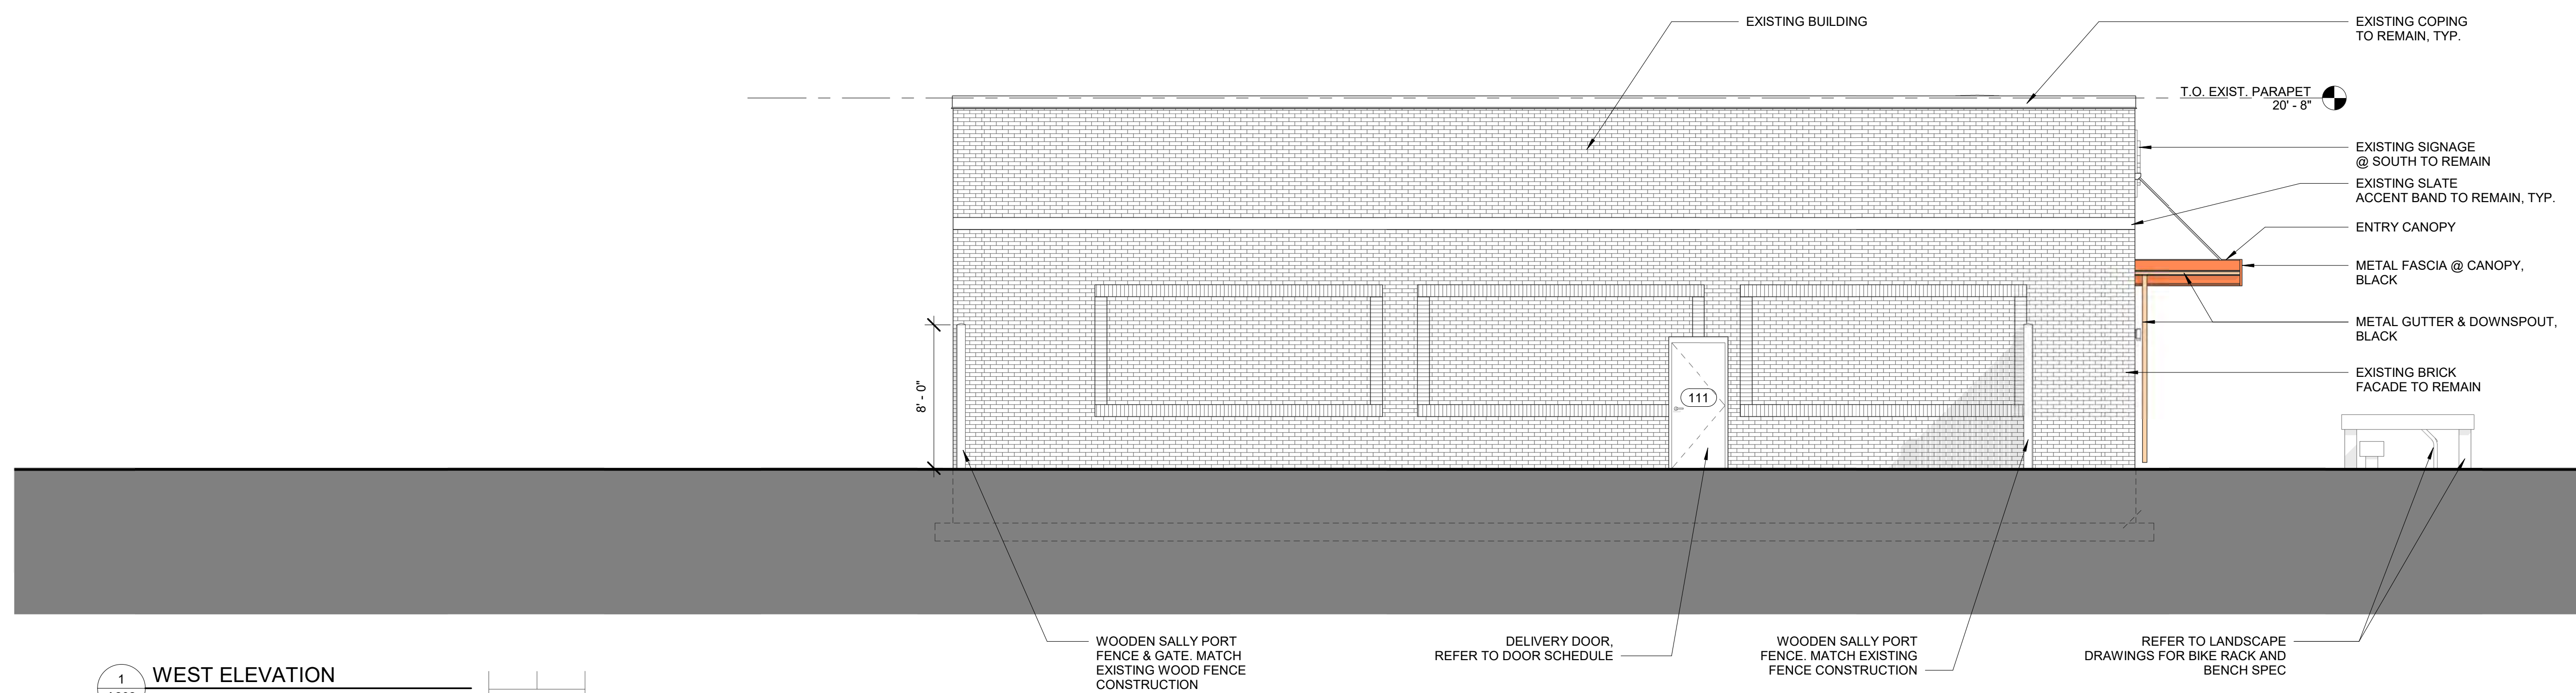 EXISTING BUILDING
EXISTING COPING
TO REMAIN, TYP.
T.O. EXIST. PARAPET
20' - 8"
EXISTING SIGNAGE
@ SOUTH TO REMAIN
EXISTING SLATE
ACCENT BAND TO REMAIN, TYP.
ENTRY CANOPY
METAL FASCIA @ CANOPY,
BLACK
METAL GUTTER & DOWNSPOUT,
BLACK
EXISTING BRICK
FACADE TO REMAIN
8' - 0"
111
WOODEN SALLY PORT
FENCE & GATE. MATCH
EXISTING WOOD FENCE
CONSTRUCTION
DELIVERY DOOR,
REFER TO DOOR SCHEDULE
WOODEN SALLY PORT
FENCE. MATCH EXISTING
FENCE CONSTRUCTION
REFER TO LANDSCAPE
DRAWINGS FOR BIKE RACK AND
BENCH SPEC
1
WEST ELEVATION